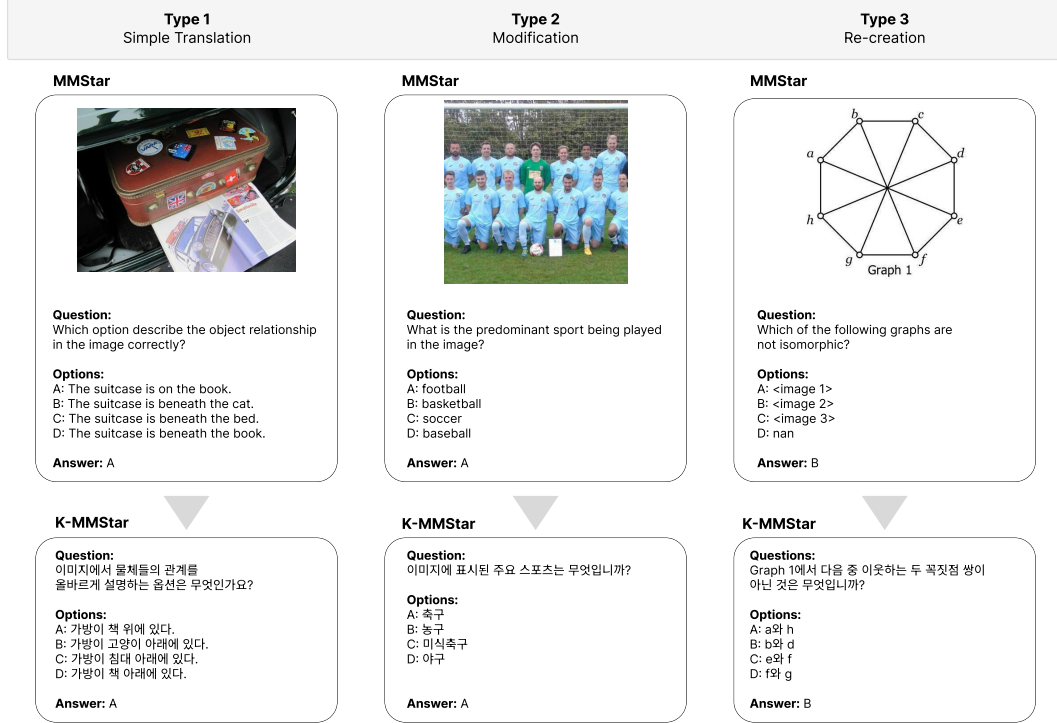 Type 1
Simple Translation
Type 2
Modification
Type 3
Re-creation
MMStar
Question:
Which option describe the object relationship
in the image correctly?
Options:
A: The suitcase is on the book.
B: The suitcase is beneath the cat.
C: The suitcase is beneath the bed.
D: The suitcase is beneath the book.
Answer: A
K-MMStar
Question:
이미지에서 물체들의 관계를
올바르게 설명하는 옵션은 무엇인가요?
Options:
A: 가방이 책 위에 있다.
B: 가방이 고양이 아래에 있다.
C: 가방이 침대 아래에 있다.
D: 가방이 책 아래에 있다.
Answer: A
MMStar
Question:
What is the predominant sport being played
in the image?
Options:
A: football
B: basketball
C: soccer
D: baseball
Answer: A
K-MMStar
Question:
이미지에 표시된 주요 스포츠는 무엇입니까?
Options:
A: 축구
B: 농구
C: 미식축구
D: 야구
Answer: A
MMStar
b
c
a
d
h
e
g
f
Graph 1
Question:
Which of the following graphs are
not isomorphic?
Options:
A: <image 1>
B: <image 2>
C: <image 3>
D: nan
Answer: B
K-MMStar
Questions:
Graph 1에서 다음 중 이웃하는 두 꼭짓점 쌍이
아닌 것은 무엇입니까?
Options:
A: a와 h
B: b와 d
C: e와 f
D: f와 g
Answer: B